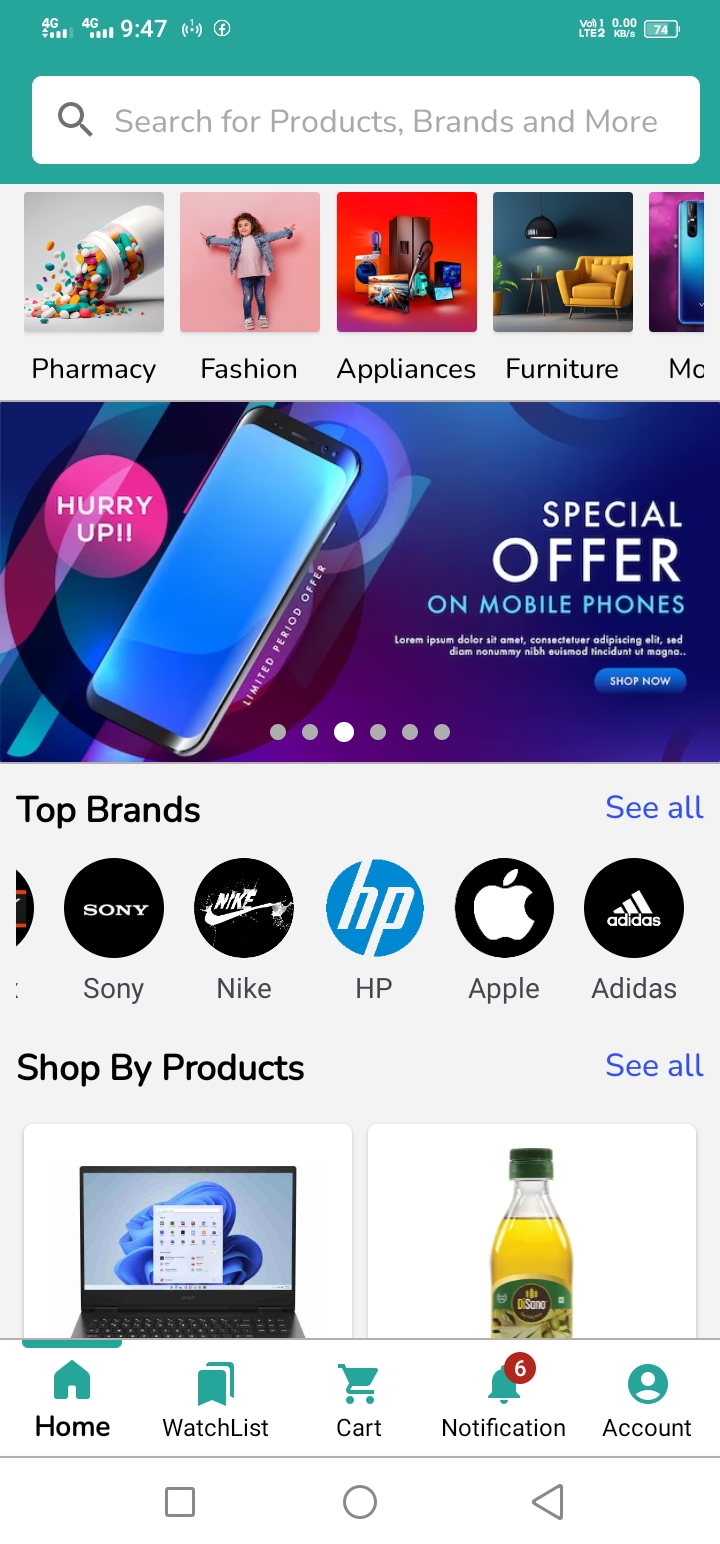 4G 4G 9:47 Vo) 1 LTE2 0.00 KB/s 74
Search for Products, Brands and More
Pharmacy Fashion Appliances Furniture Mo
HURRY UP!!
LIMITED PERIOD OFFER
SPECIAL
OFFER
ON MOBILE PHONES
Lorem ipsum dolor sit amet, consectetuer adipiscing elit, sed
diam nonummy nibh euismod tincidunt ut magna..
SHOP NOW
Top Brands See all
SONY NIKE hp adidas
Sony Nike HP Apple Adidas
Shop By Products See all
DiSano
6
Home WatchList Cart Notification Account